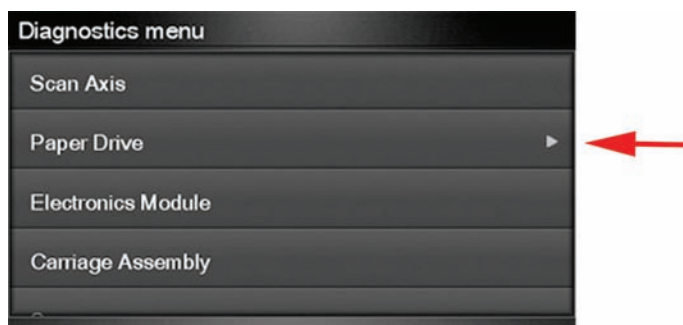 Diagnostics menu
Scan Axis
Paper Drive
Electronics Module
Carriage Assembly